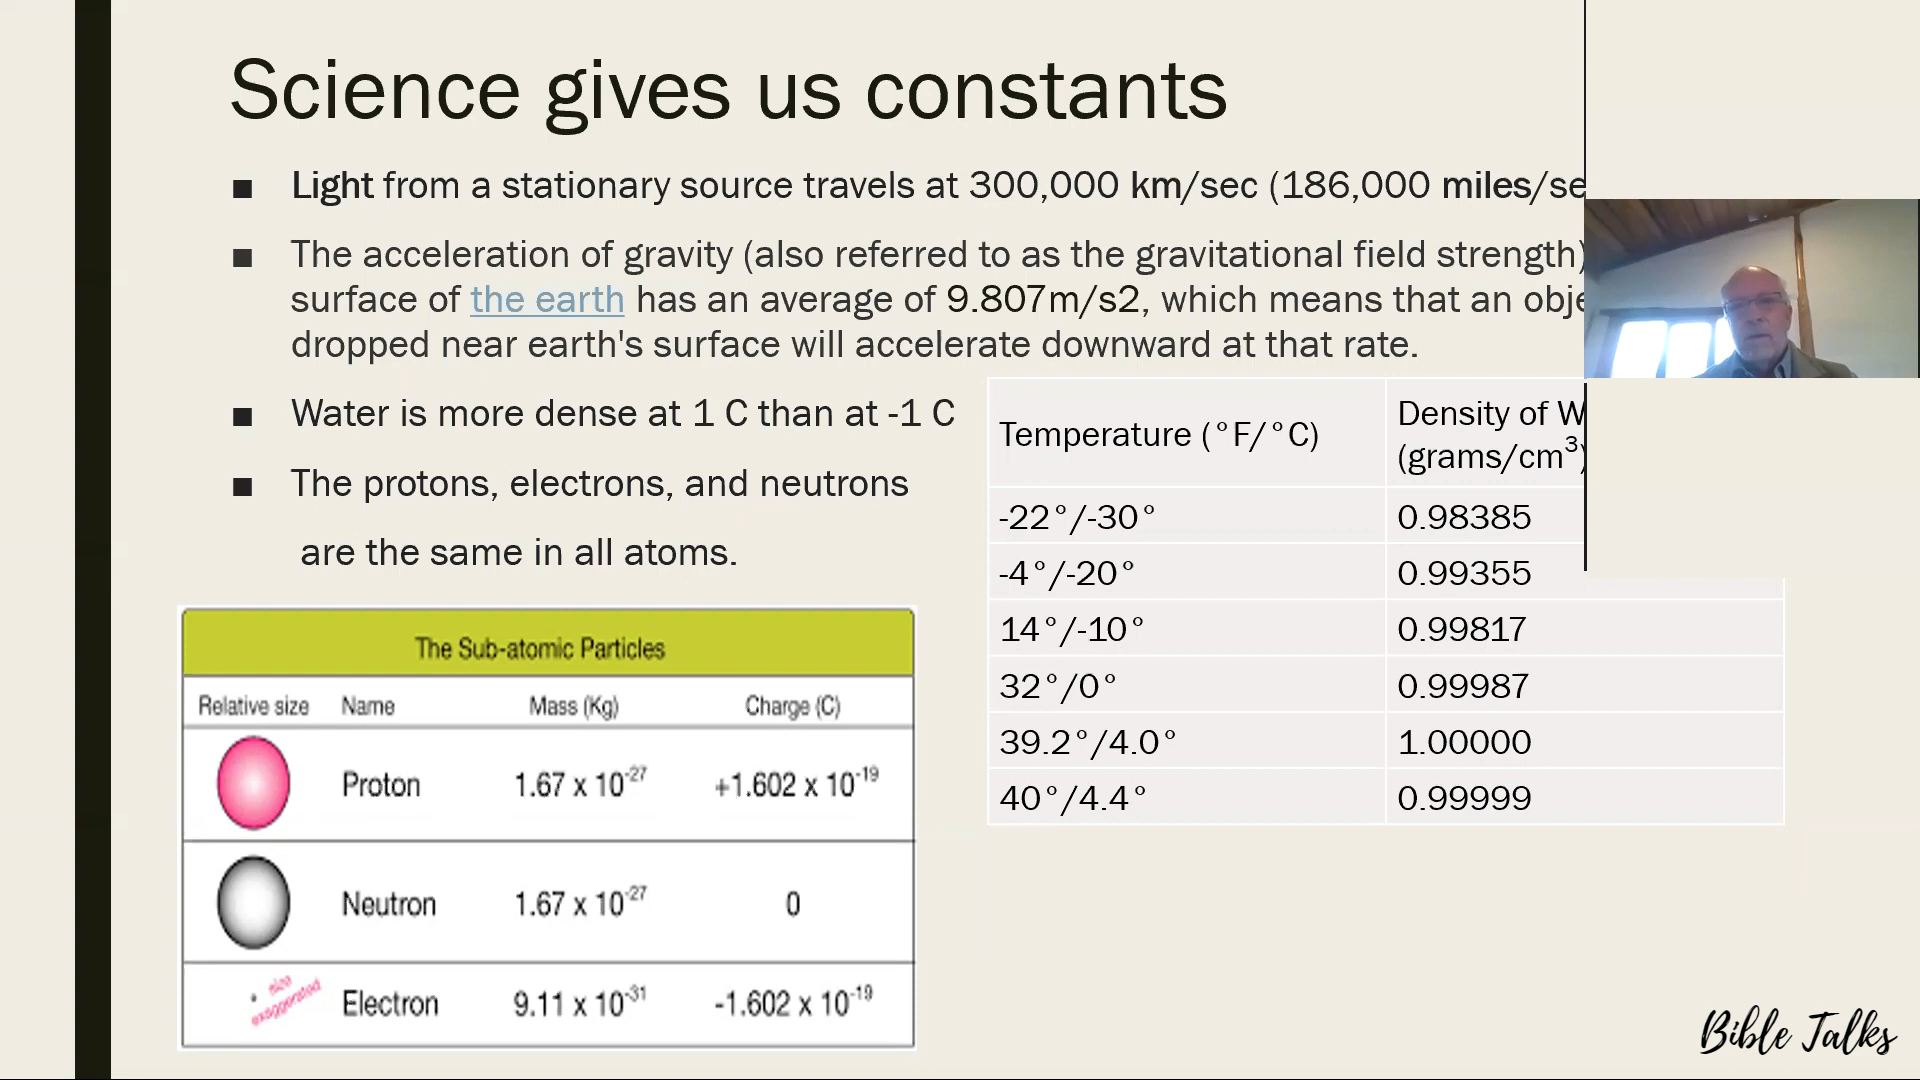 Science gives us constants
■ Light from a stationary source travels at 300,000 km/sec (186,000 miles/se
■ The acceleration of gravity (also referred to as the gravitational field strength)
surface of the earth has an average of 9.807m/s2, which means that an obje
dropped near earth's surface will accelerate downward at that rate.
■ Water is more dense at 1 C than at -1 C
■ The protons, electrons, and neutrons
are the same in all atoms.
Temperature (°F/°C) Density of W
(grams/cm³)
-22°/-30° 0.98385
-4°/-20° 0.99355
14°/-10° 0.99817
32°/0° 0.99987
39.2°/4.0° 1.00000
40°/4.4° 0.99999
The Sub-atomic Particles
Relative size Name Mass (Kg) Charge (C)
Proton 1.67 x 10⁻²⁷ +1.602 x 10⁻¹⁹
Neutron 1.67 x 10⁻²⁷ 0
size
exaggerated
Electron 9.11 x 10⁻³¹ -1.602 x 10⁻¹⁹
Bible Talks